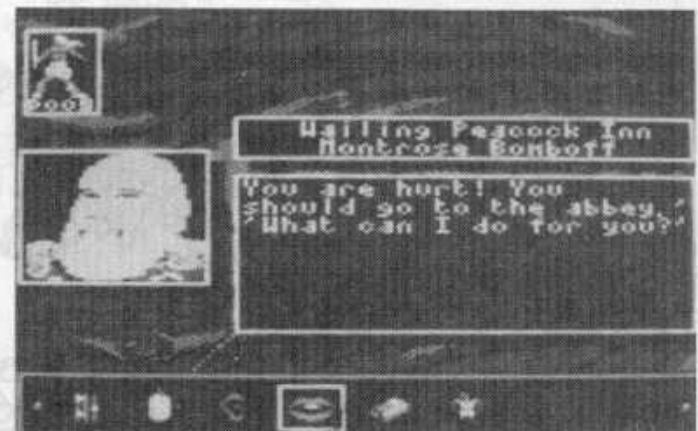 Wailing Peacock Inn
Montrose Bomboff
You are hurt! You
should go to the abbey.'
'What can I do for you?'